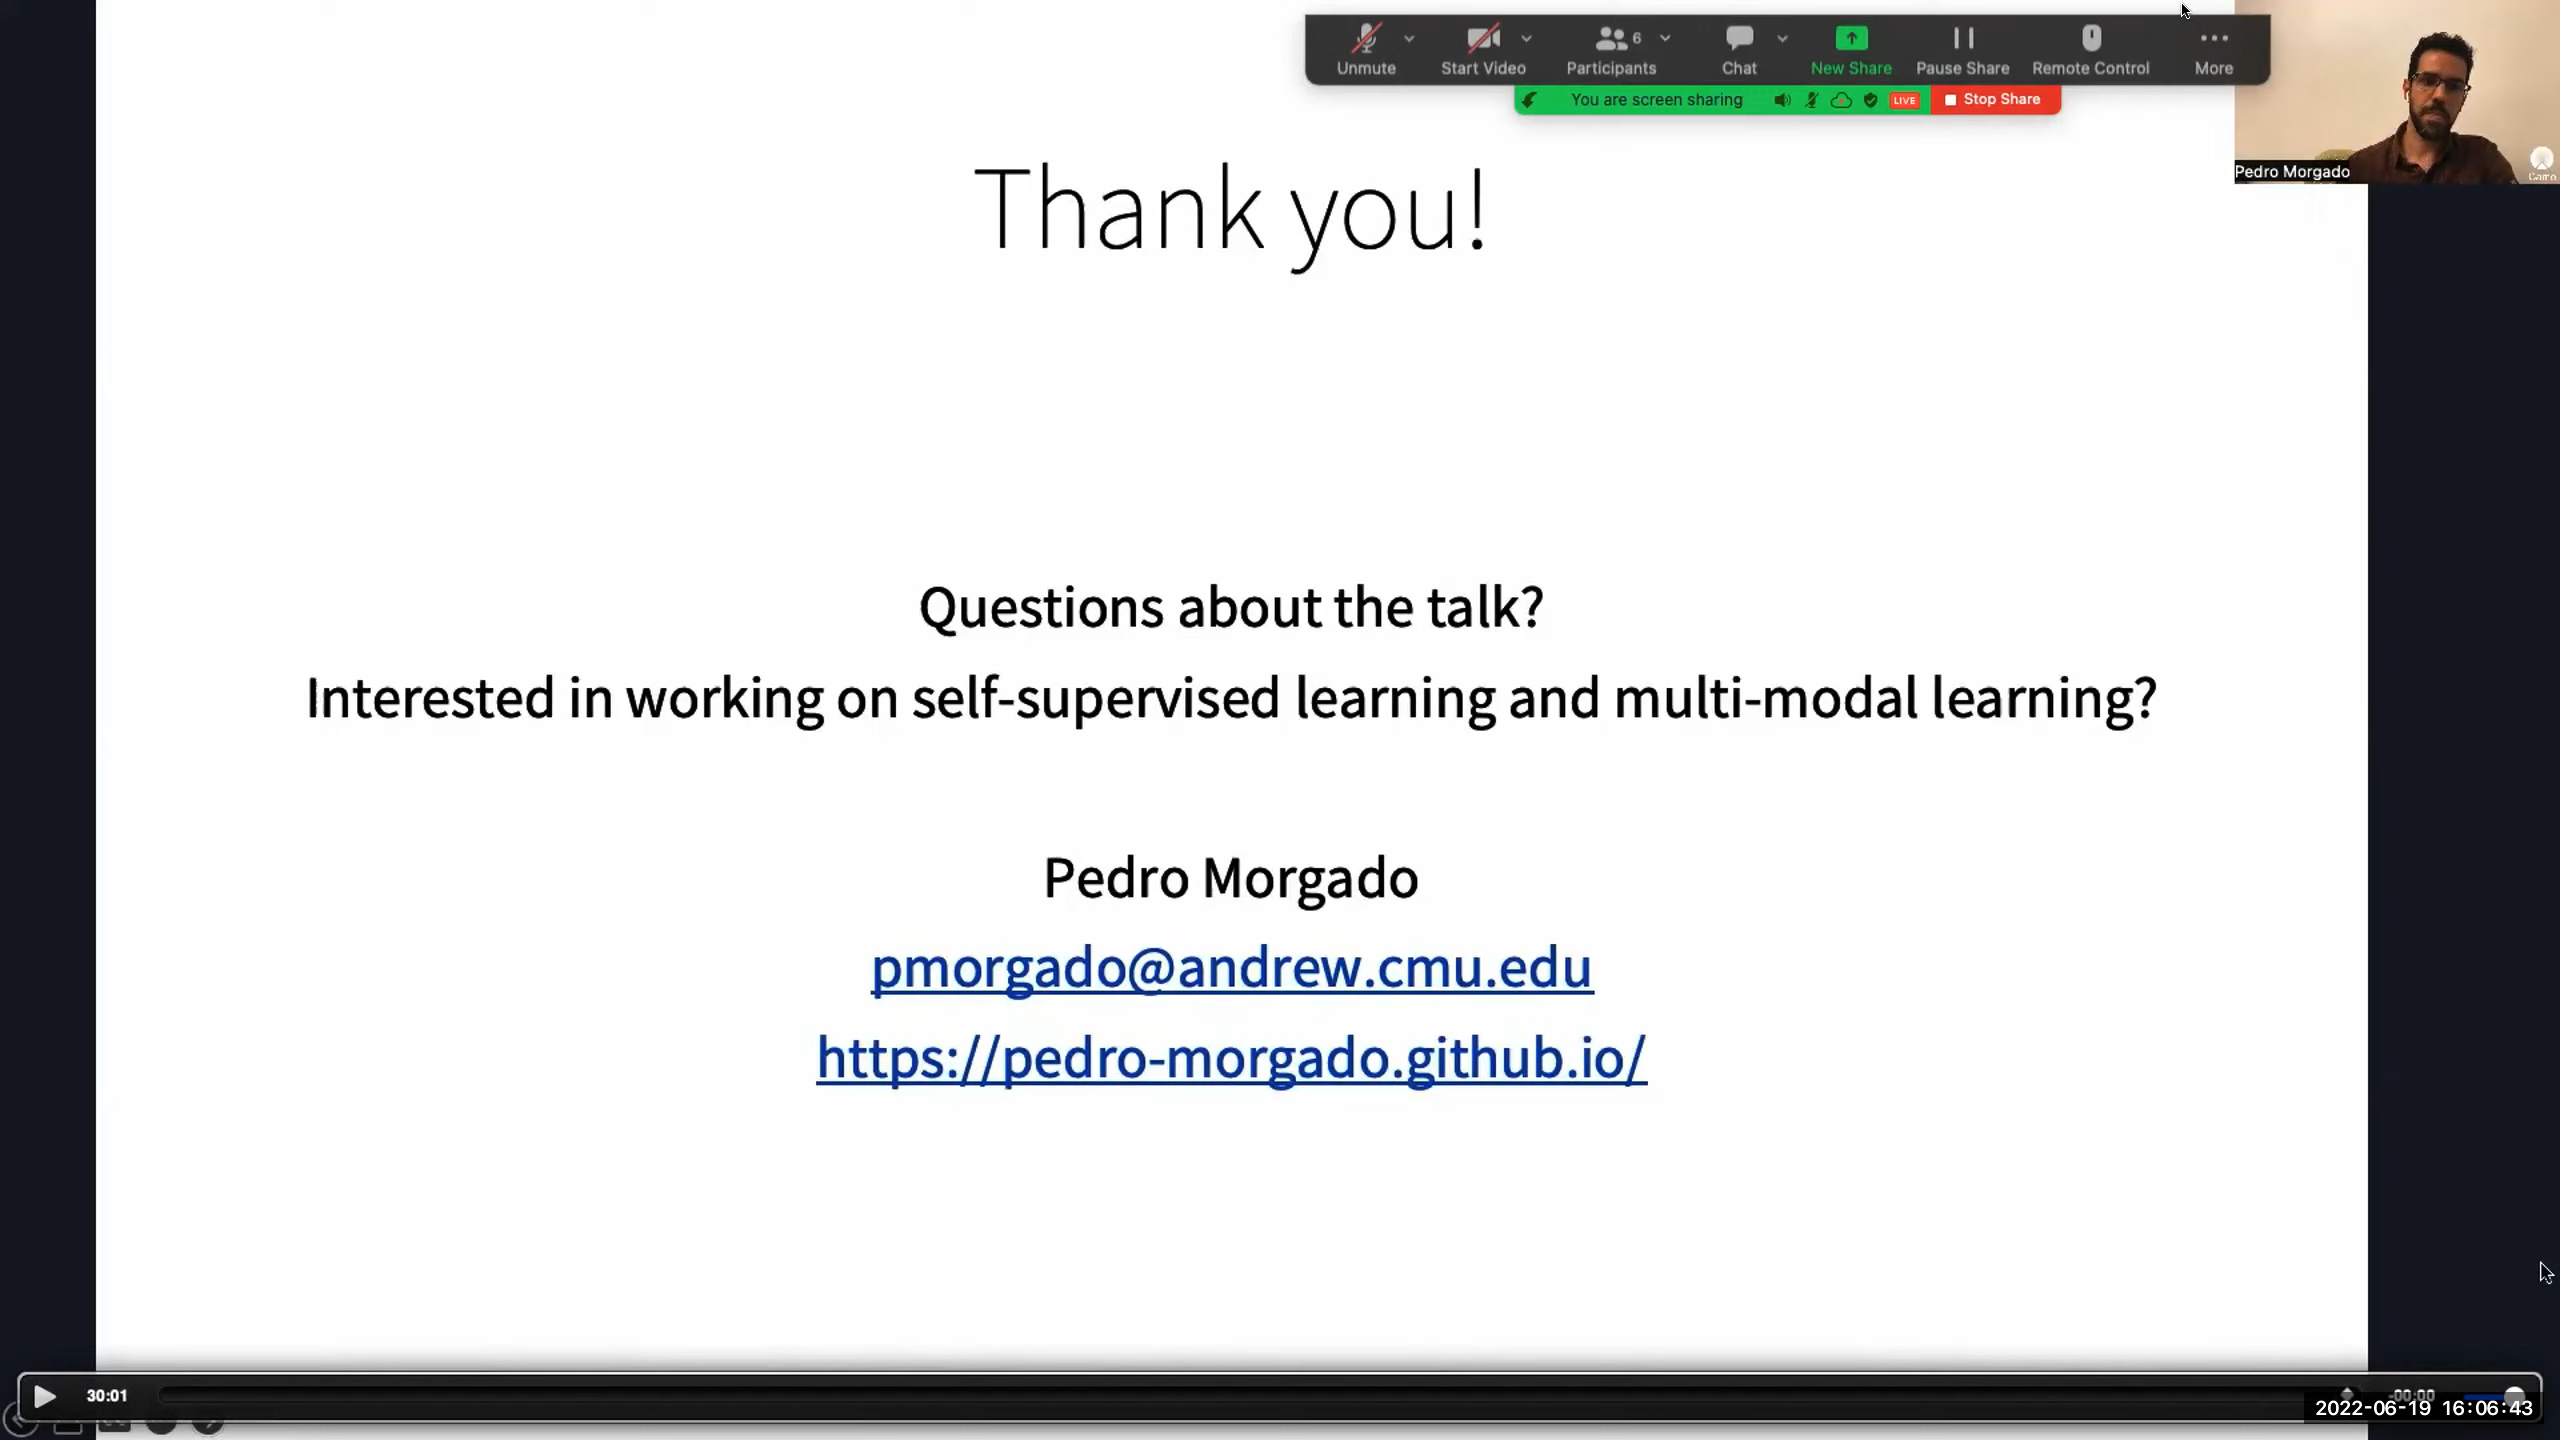 6
Unmute
Start Video
Participants
Chat
New Share
Pause Share
Remote Control
More
You are screen sharing
LIVE
Stop Share
Pedro Morgado
Thank you!
Questions about the talk?
Interested in working on self-supervised learning and multi-modal learning?
Pedro Morgado
pmorgado@andrew.cmu.edu
https://pedro-morgado.github.io/
30:01
-00:00
2022-06-19 16:06:43